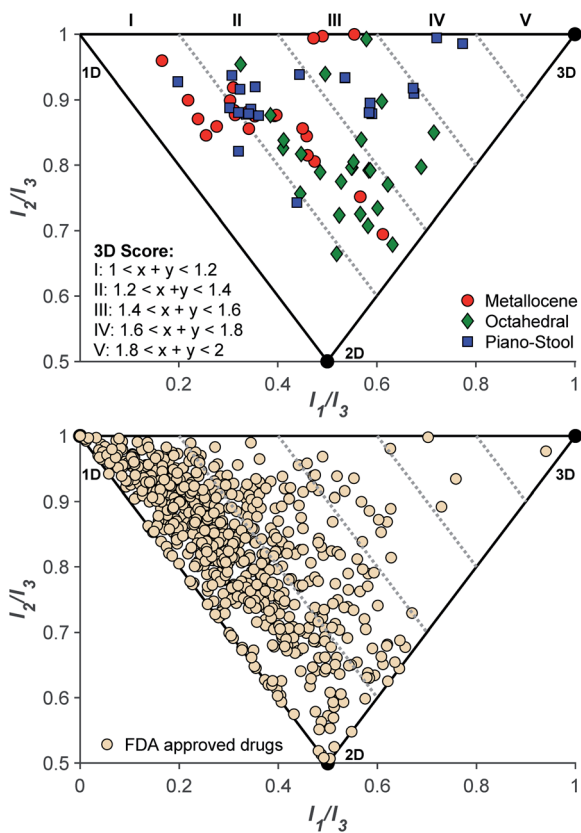 I II III IV V
1
1D
3D
0.9
0.8
I2/I3
0.7
3D Score:
I: 1 < x + y < 1.2
II: 1.2 < x +y < 1.4
III: 1.4 < x + y < 1.6
IV: 1.6 < x + y < 1.8
V: 1.8 < x + y < 2
Metallocene
Octahedral
Piano-Stool
0.6
2D
0.5
0.2 0.4 0.6 0.8 1
I1/I3
1
1D
3D
0.9
0.8
I2/I3
0.7
0.6
FDA approved drugs
2D
0.5
0 0.2 0.4 0.6 0.8 1
I1/I3